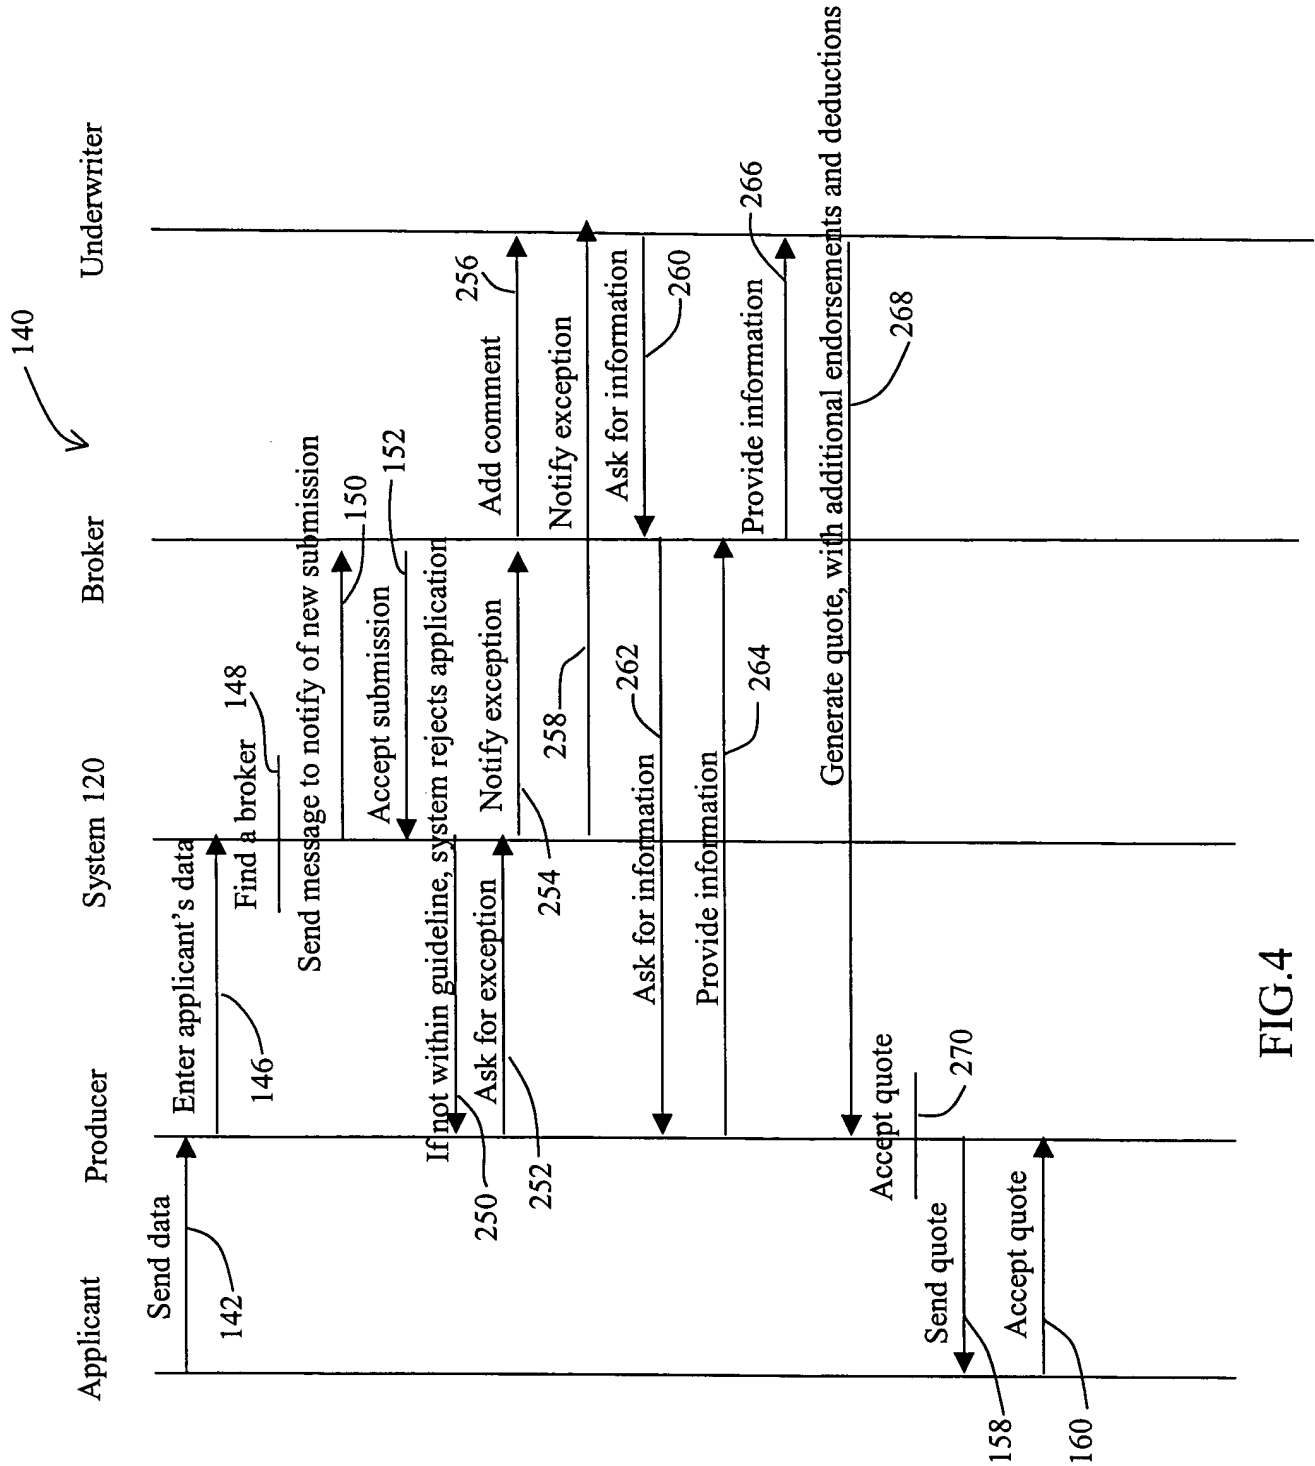 140
Applicant
Producer
System 120
Broker
Underwriter
Send data
142
Enter applicant's data
146
Find a broker
148
Send message to notify of new submission
150
Accept submission
152
If not within guideline, system rejects application
250
Ask for exception
252
Notify exception
254
Add comment
256
Notify exception
258
Ask for information
260
Ask for information
262
Provide information
264
Provide information
266
Generate quote, with additional endorsements and deductions
268
Accept quote
270
Send quote
158
Accept quote
160
FIG.4